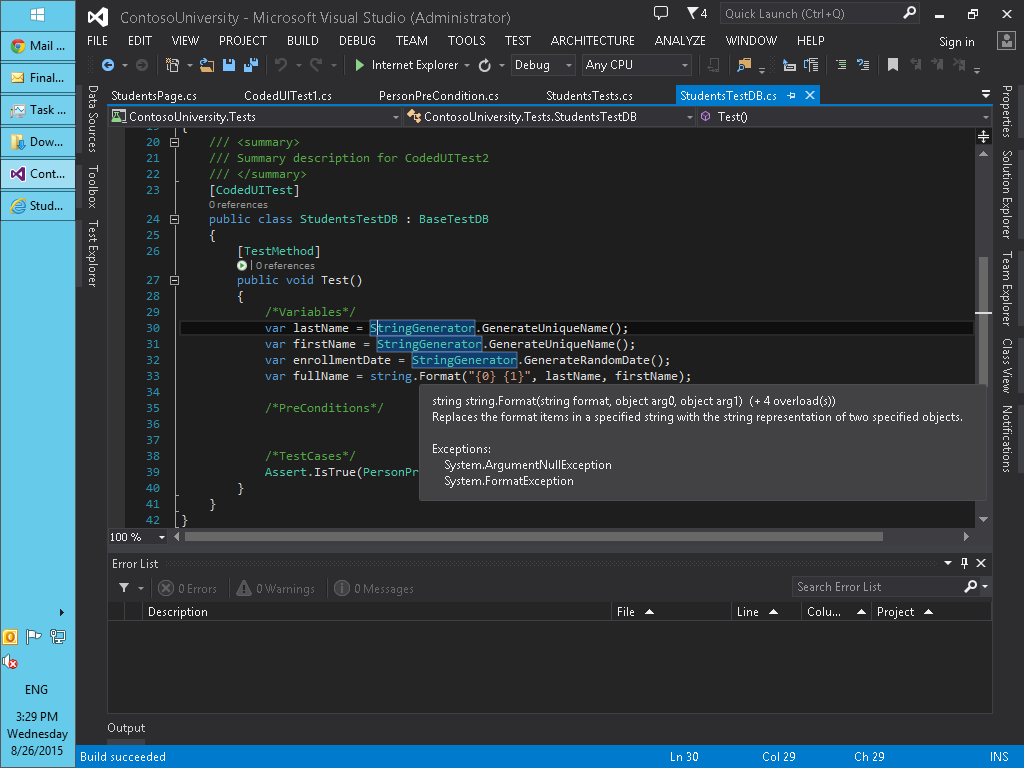 ContosoUniversity - Microsoft Visual Studio (Administrator)
4
Quick Launch (Ctrl+Q)
FILE EDIT VIEW PROJECT BUILD DEBUG TEAM TOOLS TEST ARCHITECTURE ANALYZE WINDOW HELP
Sign in
Internet Explorer Debug Any CPU
Mail ...
Final...
Task ...
Dow...
Cont...
Stud...
Data Sources
Toolbox
Test Explorer
StudentsPage.cs CodedUITest1.cs PersonPreCondition.cs StudentsTests.cs StudentsTestDB.cs
ContosoUniversity.Tests ContosoUniversity.Tests.StudentsTestDB Test()
19 {
20 /// <summary>
21 /// Summary description for CodedUITest2
22 /// </summary>
23 [CodedUITest]
0 references
24 public class StudentsTestDB : BaseTestDB
25 {
26 [TestMethod]
| 0 references
27 public void Test()
28 {
29 /*Variables*/
30 var lastName = StringGenerator.GenerateUniqueName();
31 var firstName = StringGenerator.GenerateUniqueName();
32 var enrollmentDate = StringGenerator.GenerateRandomDate();
33 var fullName = string.Format("{0} {1}", lastName, firstName);
34
35 /*PreConditions*/
36
37
38 /*TestCases*/
39 Assert.IsTrue(PersonPr
40 }
41 }
42 }
string string.Format(string format, object arg0, object arg1) (+ 4 overload(s))
Replaces the format items in a specified string with the string representation of two specified objects.
Exceptions:
System.ArgumentNullException
System.FormatException
100 %
Properties
Solution Explorer
Team Explorer
Class View
Notifications
Error List
0 Errors 0 Warnings 0 Messages
Search Error List
Description File Line Colu... Project
Output
Build succeeded Ln 30 Col 29 Ch 29 INS
ENG
3:29 PM
Wednesday
8/26/2015